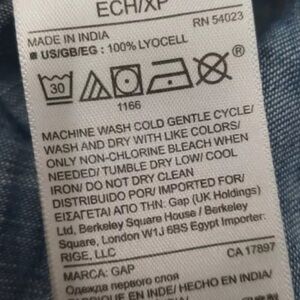 ECH/XP
RN 54023
MADE IN INDIA
■ US/GB/EG : 100% LYOCELL
30
1166
MACHINE WASH COLD GENTLE CYCLE/
WASH AND DRY WITH LIKE COLORS/
ONLY NON-CHLORINE BLEACH WHEN
NEEDED/ TUMBLE DRY LOW/ COOL
IRON/ DO NOT DRY CLEAN
DISTRIBUIDO POR/ IMPORTED FOR/
ΕΙΣΑΓΕΤΑΙ ΑΠΟ ΤΗΝ: Gap (UK Holdings)
Ltd, Berkeley Square House / Berkeley
Square, London W1J 6BS Egypt Importer:
RIGE, LLC
CA 17897
MARCA: GAP
Одежда первого слоя
FABRIQUE EN INDE/ HECHO EN INDIA/